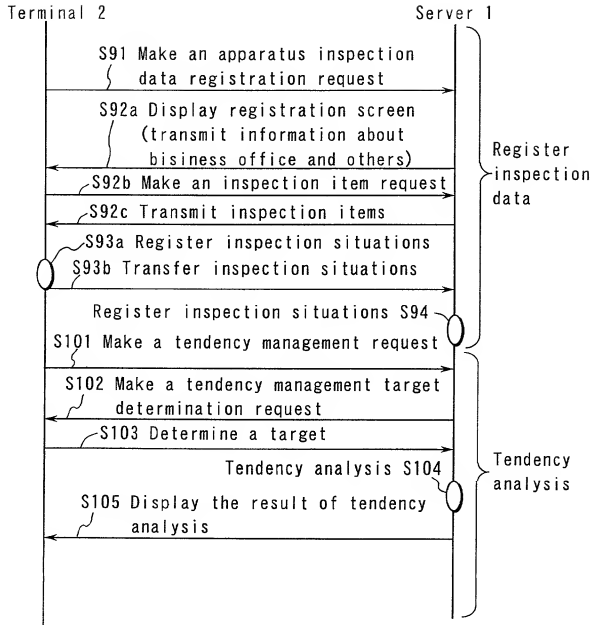 Terminal 2
Server 1
S91 Make an apparatus inspection
data registration request
S92a Display registration screen
(transmit information about
bisiness office and others)
S92b Make an inspection item request
S92c Transmit inspection items
S93a Register inspection situations
S93b Transfer inspection situations
Register inspection situations S94
Register
inspection
data
S101 Make a tendency management request
S102 Make a tendency management target
determination request
S103 Determine a target
Tendency analysis S104
S105 Display the result of tendency
analysis
Tendency
analysis